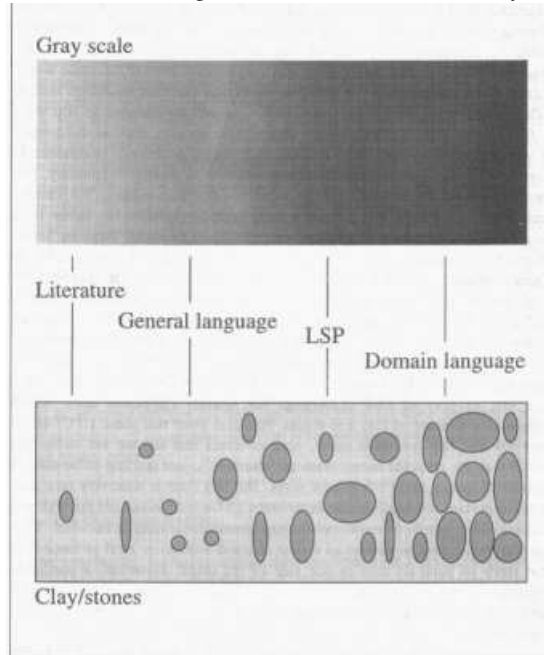 Gray scale
Literature
General language
LSP
Domain language
Clay/stones